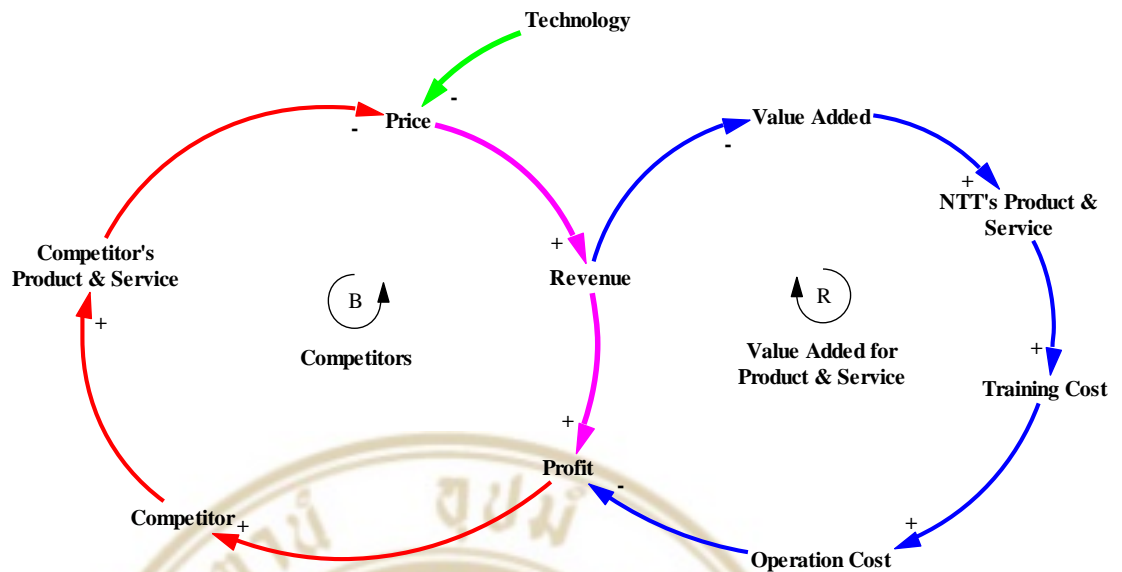 Technology
-
Price
-
Value Added
-
+
NTT's Product &
Service
+
Revenue
Competitor's
Product & Service
B
Competitors
R
Value Added for
Product & Service
+
+
Training Cost
+
Profit
-
Competitor
+
+
Operation Cost